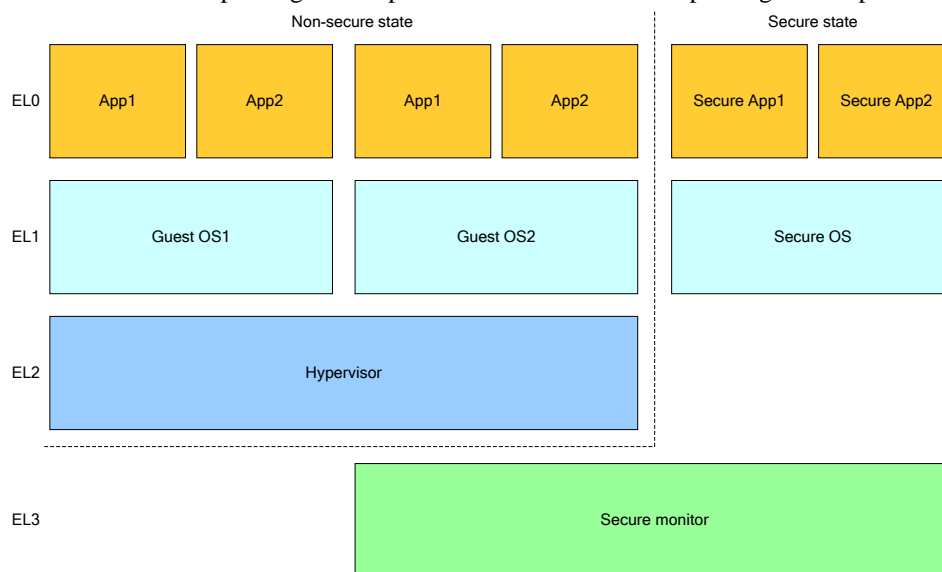 Non-secure state Secure state
EL0 App1 App2 App1 App2 Secure App1 Secure App2
EL1 Guest OS1 Guest OS2 Secure OS
EL2 Hypervisor
EL3 Secure monitor